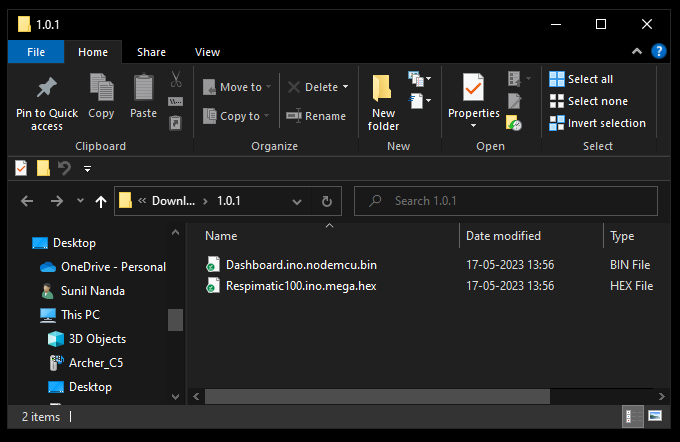 1.0.1
File Home Share View
Pin to Quick access
Copy
Paste
Clipboard
Move to
Copy to
Delete
Rename
Organize
New folder
New
Properties
Open
Select all
Select none
Invert selection
Select
« Downl... > 1.0.1
Search 1.0.1
Name Date modified Type
Dashboard.ino.nodemcu.bin 17-05-2023 13:56 BIN File
Respimatic100.ino.mega.hex 17-05-2023 13:56 HEX File
Desktop
OneDrive - Personal
Sunil Nanda
This PC
3D Objects
Archer_C5
Desktop
2 items